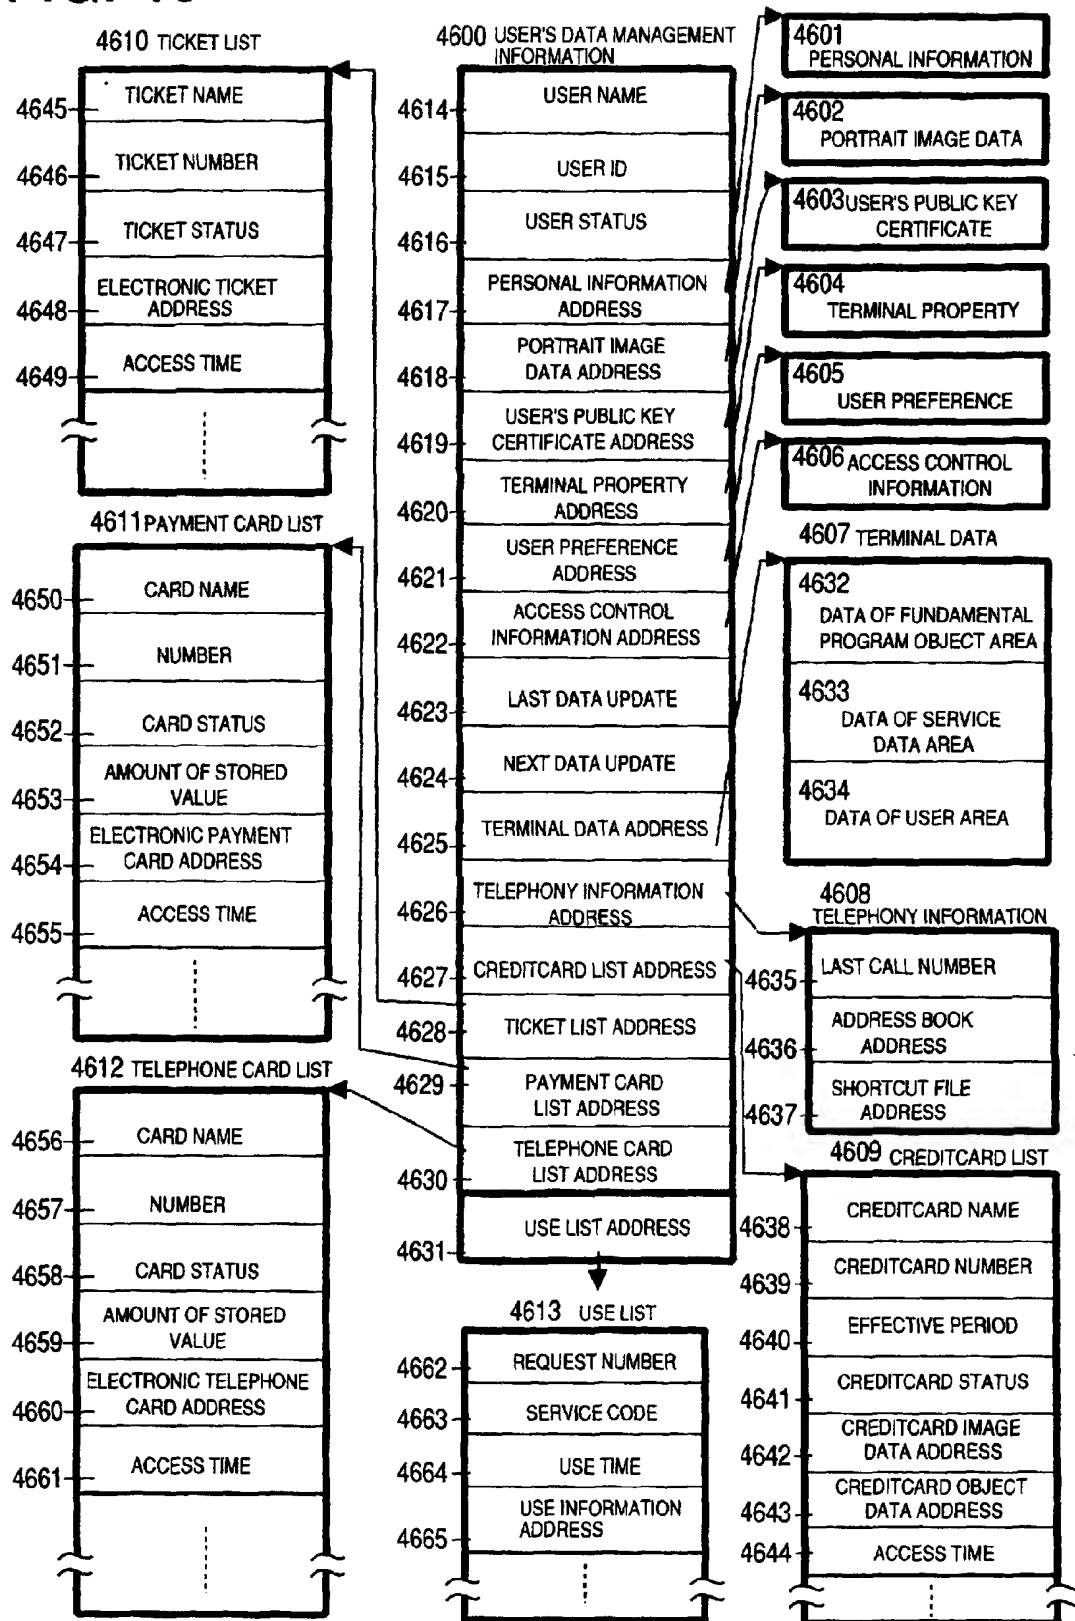 4610 TICKET LIST
4645 TICKET NAME
4646 TICKET NUMBER
4647 TICKET STATUS
4648 ELECTRONIC TICKET
ADDRESS
4649 ACCESS TIME
4611 PAYMENT CARD LIST
4650 CARD NAME
4651 NUMBER
4652 CARD STATUS
4653 AMOUNT OF STORED
VALUE
4654 ELECTRONIC PAYMENT
CARD ADDRESS
4655 ACCESS TIME
4612 TELEPHONE CARD LIST
4656 CARD NAME
4657 NUMBER
4658 CARD STATUS
4659 AMOUNT OF STORED
VALUE
4660 ELECTRONIC TELEPHONE
CARD ADDRESS
4661 ACCESS TIME
4600 USER'S DATA MANAGEMENT
INFORMATION
4614 USER NAME
4615 USER ID
4616 USER STATUS
4617 PERSONAL INFORMATION
ADDRESS
4618 PORTRAIT IMAGE
DATA ADDRESS
4619 USER'S PUBLIC KEY
CERTIFICATE ADDRESS
4620 TERMINAL PROPERTY
ADDRESS
4621 USER PREFERENCE
ADDRESS
4622 ACCESS CONTROL
INFORMATION ADDRESS
4623 LAST DATA UPDATE
4624 NEXT DATA UPDATE
4625 TERMINAL DATA ADDRESS
4626 TELEPHONY INFORMATION
ADDRESS
4627 CREDITCARD LIST ADDRESS
4628 TICKET LIST ADDRESS
4629 PAYMENT CARD
LIST ADDRESS
4630 TELEPHONE CARD
LIST ADDRESS
4631 USE LIST ADDRESS
4613 USE LIST
4662 REQUEST NUMBER
4663 SERVICE CODE
4664 USE TIME
4665 USE INFORMATION
ADDRESS
4601
PERSONAL INFORMATION
4602
PORTRAIT IMAGE DATA
4603 USER'S PUBLIC KEY
CERTIFICATE
4604
TERMINAL PROPERTY
4605
USER PREFERENCE
4606 ACCESS CONTROL
INFORMATION
4607 TERMINAL DATA
4632
DATA OF FUNDAMENTAL
PROGRAM OBJECT AREA
4633
DATA OF SERVICE
DATA AREA
4634
DATA OF USER AREA
4608
TELEPHONY INFORMATION
4635 LAST CALL NUMBER
4636 ADDRESS BOOK
ADDRESS
4637 SHORTCUT FILE
ADDRESS
4609 CREDITCARD LIST
4638 CREDITCARD NAME
4639 CREDITCARD NUMBER
4640 EFFECTIVE PERIOD
4641 CREDITCARD STATUS
4642 CREDITCARD IMAGE
DATA ADDRESS
4643 CREDITCARD OBJECT
DATA ADDRESS
4644 ACCESS TIME